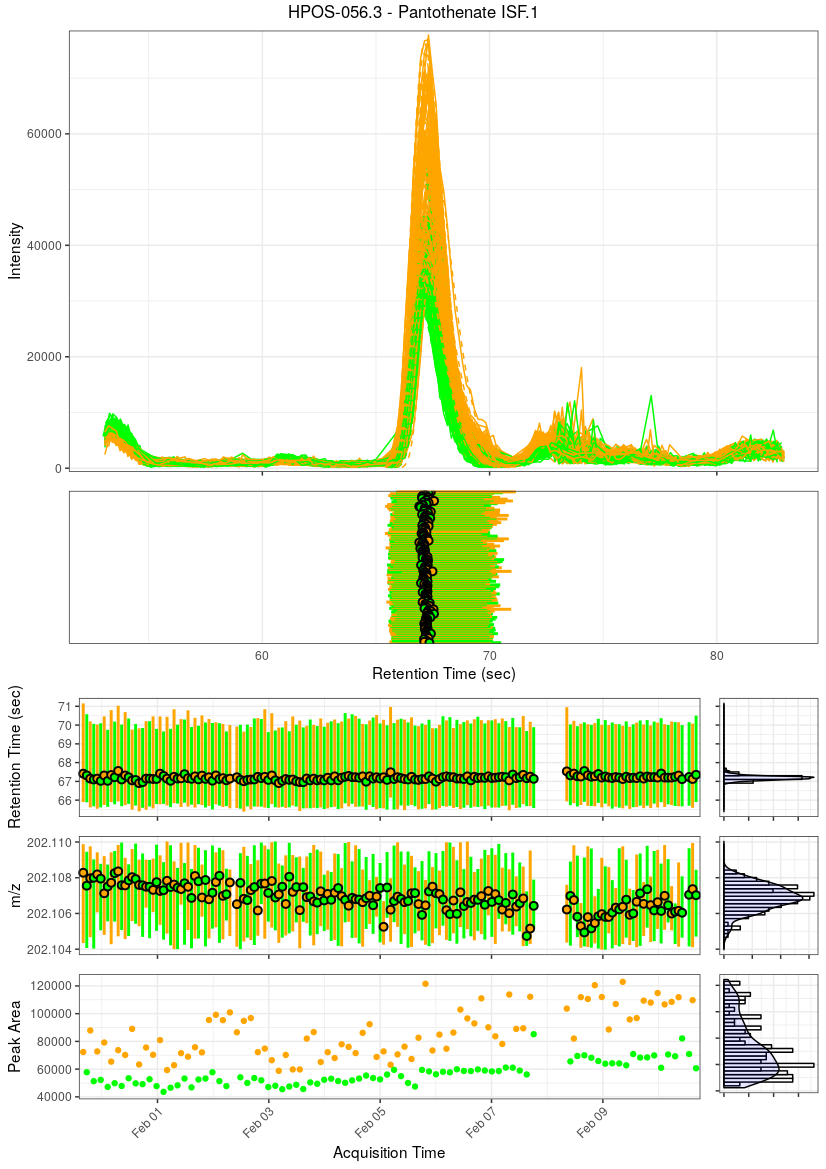 HPOS-056.3 - Pantothenate ISF.1
60000
40000
20000
0
Intensity
60
70
80
Retention Time (sec)
71
70
69
68
67
66
Retention Time (sec)
202.110
202.108
202.106
202.104
m/z
120000
100000
80000
60000
40000
Peak Area
Feb 01
Feb 03
Feb 05
Feb 07
Feb 09
Acquisition Time